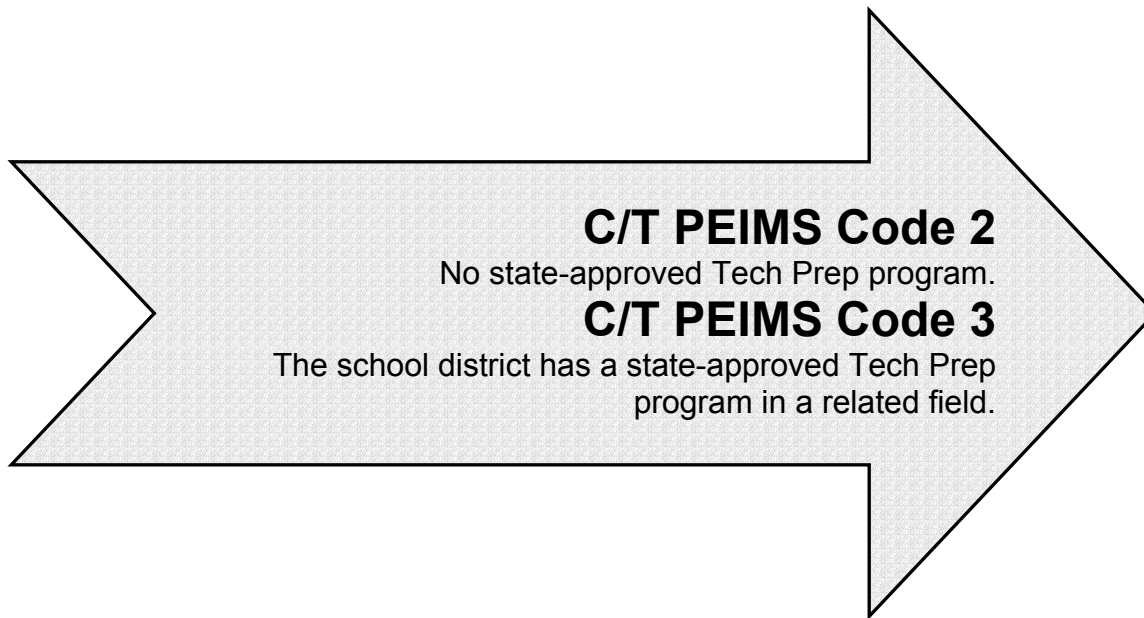 C/T PEIMS Code 2
No state-approved Tech Prep program.
C/T PEIMS Code 3
The school district has a state-approved Tech Prep
program in a related field.